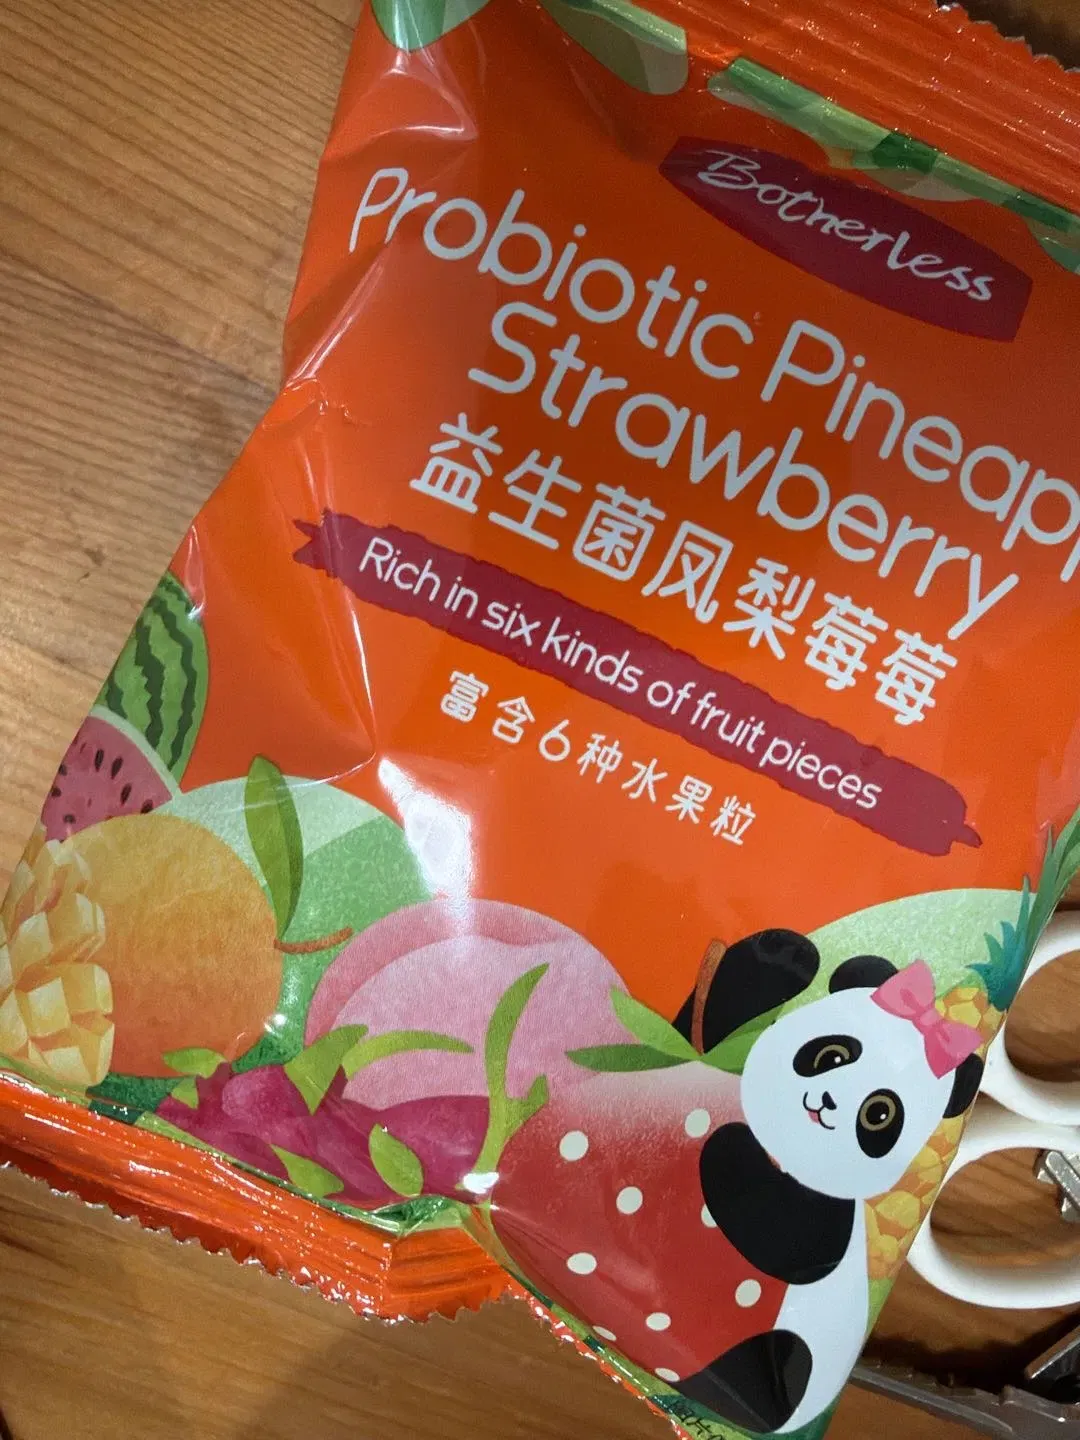 Botherless
Probiotic Pineapp
Strawberry
益生菌凤梨莓莓
Rich in six kinds of fruit pieces
富含6种水果粒